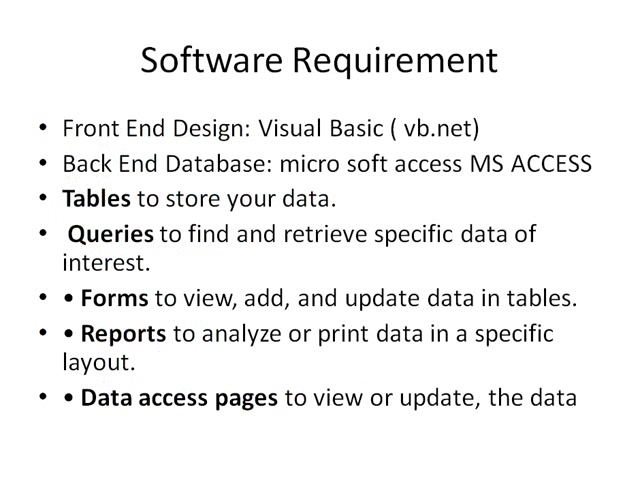 Software Requirement
• Front End Design: Visual Basic ( vb.net)
• Back End Database: micro soft access MS ACCESS
• Tables to store your data.
• Queries to find and retrieve specific data of
interest.
• • Forms to view, add, and update data in tables.
• • Reports to analyze or print data in a specific
layout.
• • Data access pages to view or update, the data